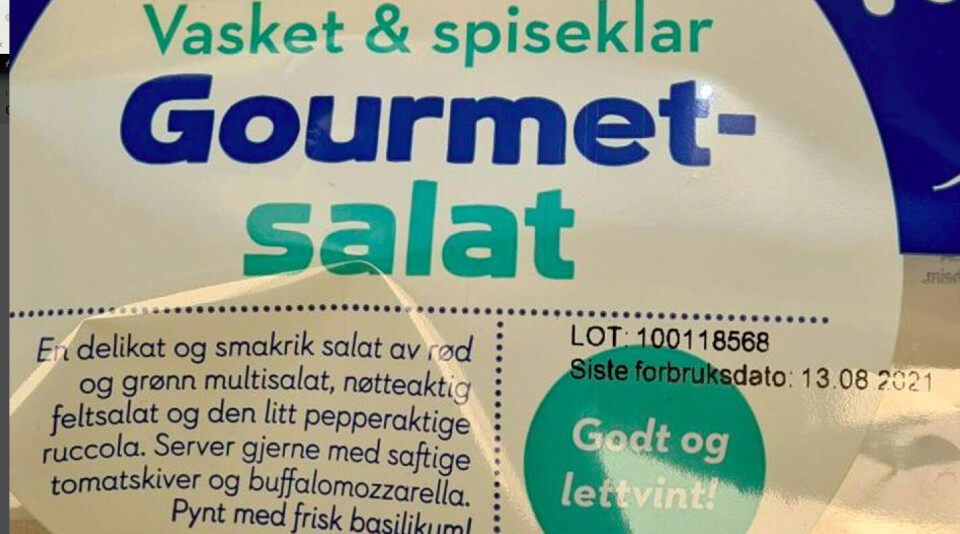 Vasket & spiseklar
Gourmet-
salat
En delikat og smakrik salat av rød
og grønn multisalat, nøtteaktig
feltsalat og den litt pepperaktige
ruccola. Server gjerne med saftige
tomatskiver og buffalomozzarella.
Pynt med frisk basilikum!
LOT: 100118568
Siste forbruksdato: 13.08.2021
Godt og
lettvint!